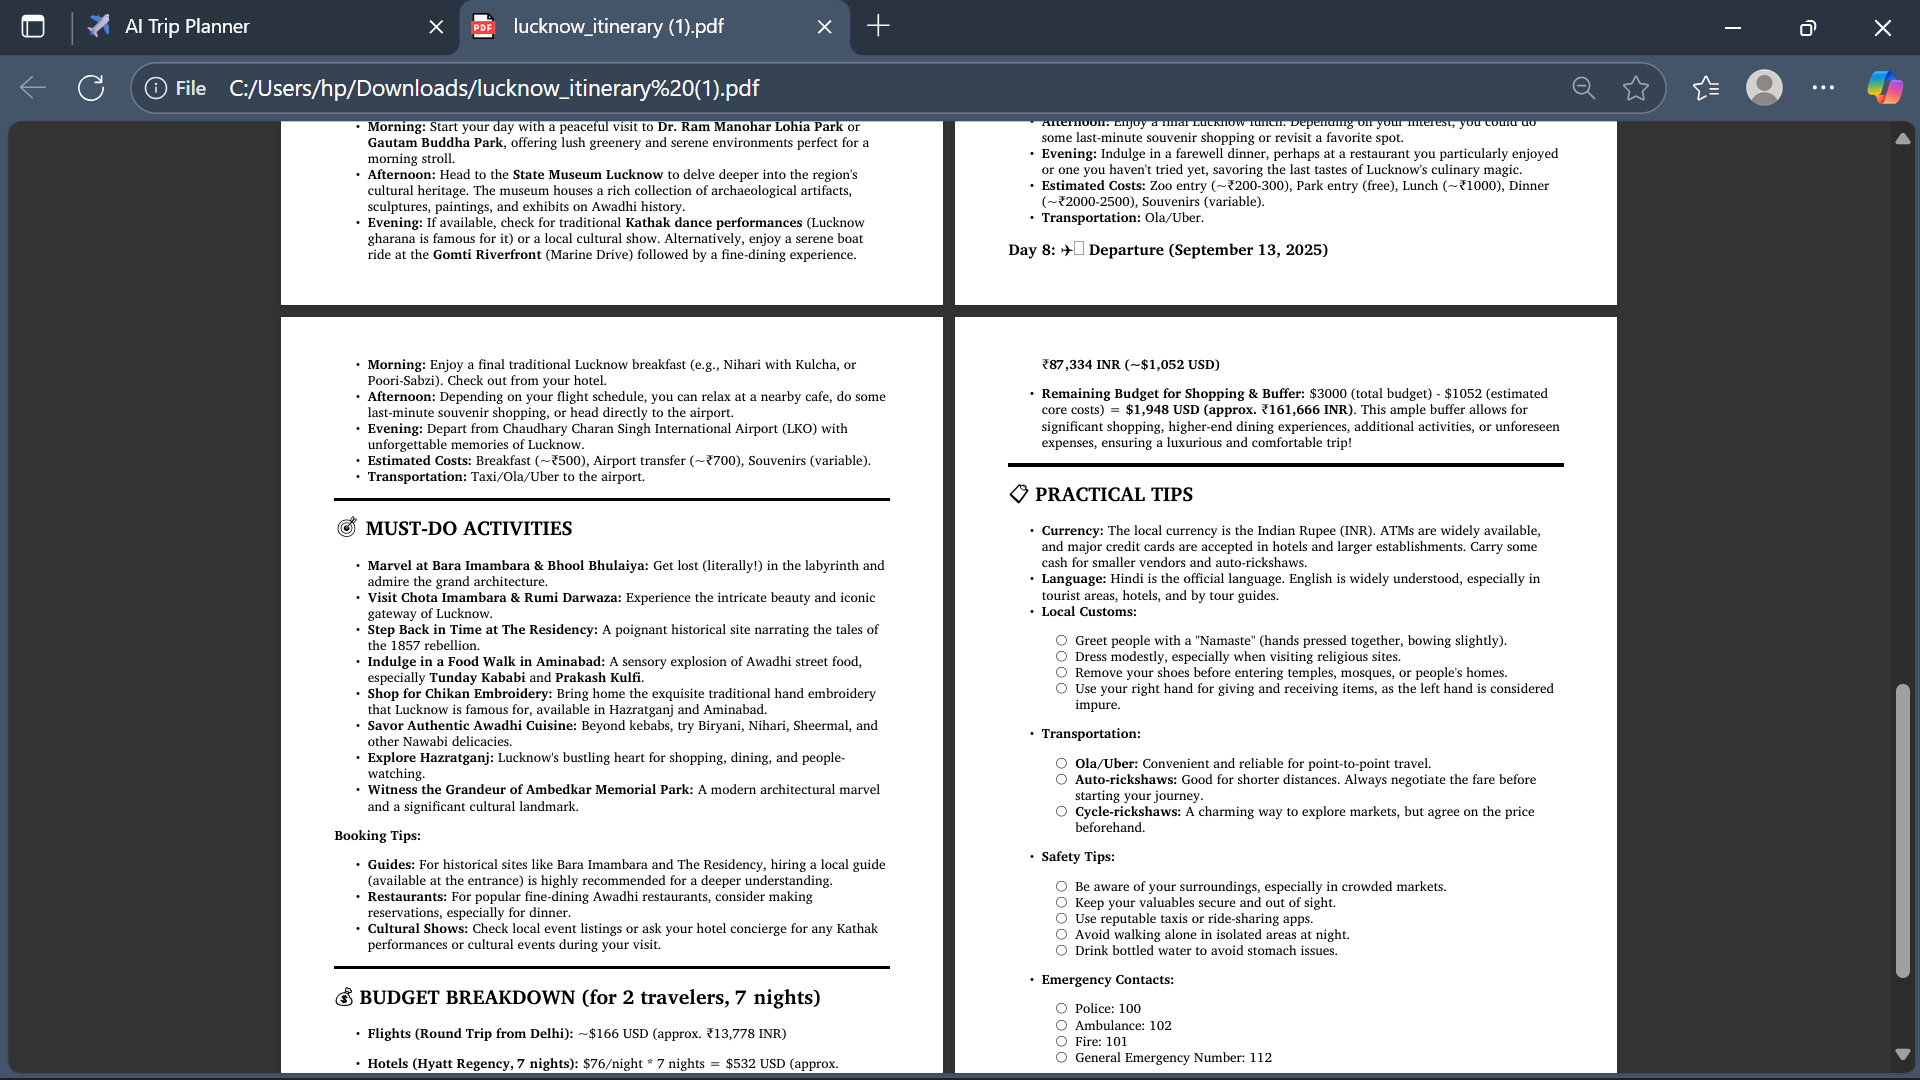 AI Trip Planner
lucknow_itinerary (1).pdf
File C:/Users/hp/Downloads/lucknow_itinerary%20(1).pdf
• Morning: Start your day with a peaceful visit to Dr. Ram Manohar Lohia Park or
Gautam Buddha Park, offering lush greenery and serene environments perfect for a
morning stroll.
• Afternoon: Head to the State Museum Lucknow to delve deeper into the region's
cultural heritage. The museum houses a rich collection of archaeological artifacts,
sculptures, paintings, and exhibits on Awadhi history.
• Evening: If available, check for traditional Kathak dance performances (Lucknow
gharana is famous for it) or a local cultural show. Alternatively, enjoy a serene boat
ride at the Gomti Riverfront (Marine Drive) followed by a fine-dining experience.
Afternoon: Enjoy a final Lucknow lunch. Depending on your interest, you could do
some last-minute souvenir shopping or revisit a favorite spot.
• Evening: Indulge in a farewell dinner, perhaps at a restaurant you particularly enjoyed
or one you haven't tried yet, savoring the last tastes of Lucknow's culinary magic.
• Estimated Costs: Zoo entry (~₹200-300), Park entry (free), Lunch (~₹1000), Dinner
(~₹2000-2500), Souvenirs (variable).
• Transportation: Ola/Uber.
Day 8: ✈ Departure (September 13, 2025)
• Morning: Enjoy a final traditional Lucknow breakfast (e.g., Nihari with Kulcha, or
Poori-Sabzi). Check out from your hotel.
• Afternoon: Depending on your flight schedule, you can relax at a nearby cafe, do some
last-minute souvenir shopping, or head directly to the airport.
• Evening: Depart from Chaudhary Charan Singh International Airport (LKO) with
unforgettable memories of Lucknow.
• Estimated Costs: Breakfast (~₹500), Airport transfer (~₹700), Souvenirs (variable).
• Transportation: Taxi/Ola/Uber to the airport.
MUST-DO ACTIVITIES
• Marvel at Bara Imambara & Bhool Bhulaiya: Get lost (literally!) in the labyrinth and
admire the grand architecture.
• Visit Chota Imambara & Rumi Darwaza: Experience the intricate beauty and iconic
gateway of Lucknow.
• Step Back in Time at The Residency: A poignant historical site narrating the tales of
the 1857 rebellion.
• Indulge in a Food Walk in Aminabad: A sensory explosion of Awadhi street food,
especially Tunday Kababi and Prakash Kulfi.
• Shop for Chikan Embroidery: Bring home the exquisite traditional hand embroidery
that Lucknow is famous for, available in Hazratganj and Aminabad.
• Savor Authentic Awadhi Cuisine: Beyond kebabs, try Biryani, Nihari, Sheermal, and
other Nawabi delicacies.
• Explore Hazratganj: Lucknow's bustling heart for shopping, dining, and people-
watching.
• Witness the Grandeur of Ambedkar Memorial Park: A modern architectural marvel
and a significant cultural landmark.
Booking Tips:
• Guides: For historical sites like Bara Imambara and The Residency, hiring a local guide
(available at the entrance) is highly recommended for a deeper understanding.
• Restaurants: For popular fine-dining Awadhi restaurants, consider making
reservations, especially for dinner.
• Cultural Shows: Check local event listings or ask your hotel concierge for any Kathak
performances or cultural events during your visit.
BUDGET BREAKDOWN (for 2 travelers, 7 nights)
• Flights (Round Trip from Delhi): ~$166 USD (approx. ₹13,778 INR)
• Hotels (Hyatt Regency, 7 nights): $76/night * 7 nights = $532 USD (approx.
₹87,334 INR (~$1,052 USD)
• Remaining Budget for Shopping & Buffer: $3000 (total budget) - $1052 (estimated
core costs) = $1,948 USD (approx. ₹161,666 INR). This ample buffer allows for
significant shopping, higher-end dining experiences, additional activities, or unforeseen
expenses, ensuring a luxurious and comfortable trip!
PRACTICAL TIPS
• Currency: The local currency is the Indian Rupee (INR). ATMs are widely available,
and major credit cards are accepted in hotels and larger establishments. Carry some
cash for smaller vendors and auto-rickshaws.
• Language: Hindi is the official language. English is widely understood, especially in
tourist areas, hotels, and by tour guides.
• Local Customs:
○ Greet people with a "Namaste" (hands pressed together, bowing slightly).
○ Dress modestly, especially when visiting religious sites.
○ Remove your shoes before entering temples, mosques, or people's homes.
○ Use your right hand for giving and receiving items, as the left hand is considered
impure.
• Transportation:
○ Ola/Uber: Convenient and reliable for point-to-point travel.
○ Auto-rickshaws: Good for shorter distances. Always negotiate the fare before
starting your journey.
○ Cycle-rickshaws: A charming way to explore markets, but agree on the price
beforehand.
• Safety Tips:
○ Be aware of your surroundings, especially in crowded markets.
○ Keep your valuables secure and out of sight.
○ Use reputable taxis or ride-sharing apps.
○ Avoid walking alone in isolated areas at night.
○ Drink bottled water to avoid stomach issues.
• Emergency Contacts:
○ Police: 100
○ Ambulance: 102
○ Fire: 101
○ General Emergency Number: 112